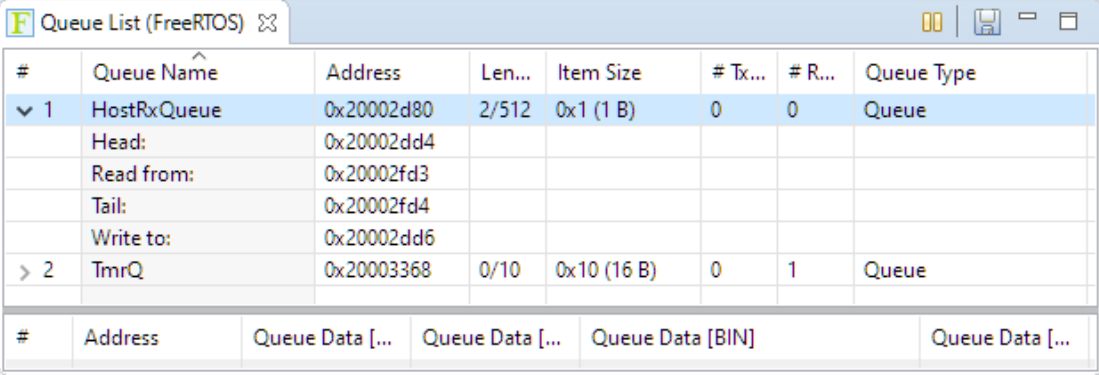 F Queue List (FreeRTOS)
# Queue Name Address Len... Item Size # Tx... # R... Queue Type
1 HostRxQueue 0x20002d80 2/512 0x1 (1 B) 0 0 Queue
Head: 0x20002dd4
Read from: 0x20002fd3
Tail: 0x20002fd4
Write to: 0x20002dd6
2 TmrQ 0x20003368 0/10 0x10 (16 B) 0 1 Queue
# Address Queue Data [... Queue Data [... Queue Data [BIN] Queue Data [...